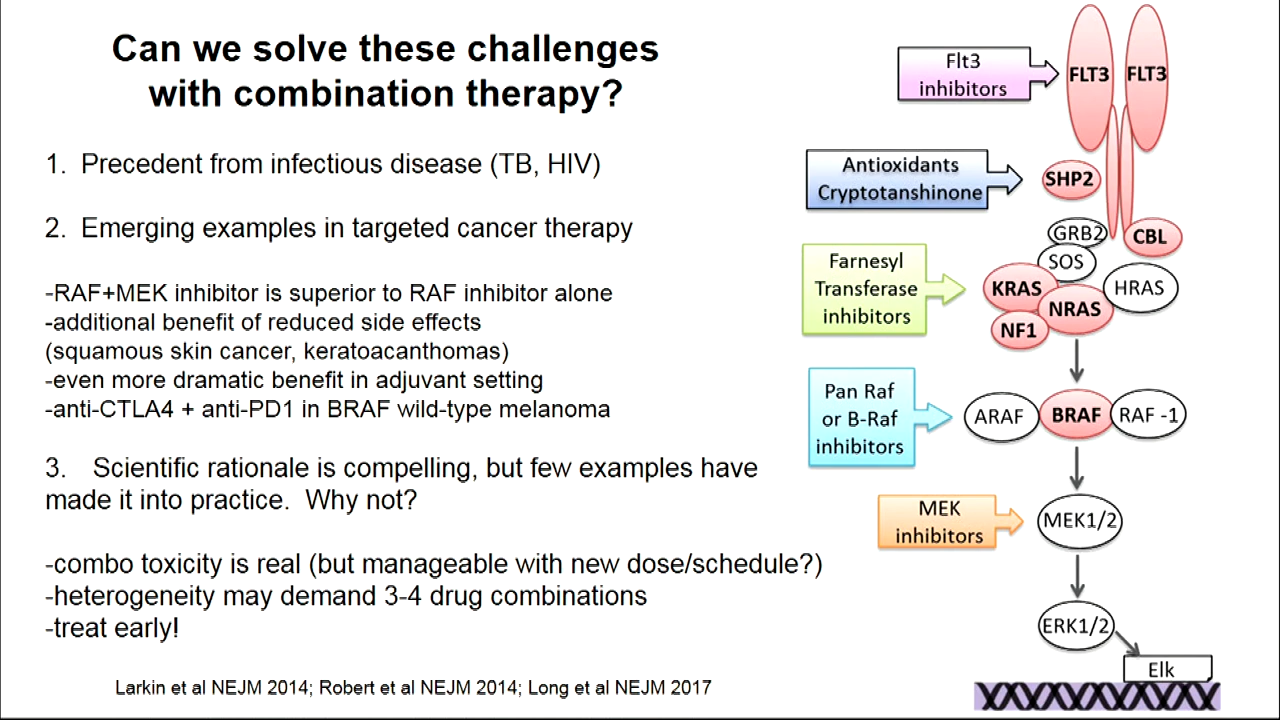 Can we solve these challenges
with combination therapy?
1. Precedent from infectious disease (TB, HIV)
2. Emerging examples in targeted cancer therapy
-RAF+MEK inhibitor is superior to RAF inhibitor alone
-additional benefit of reduced side effects
(squamous skin cancer, keratoacanthomas)
-even more dramatic benefit in adjuvant setting
-anti-CTLA4 + anti-PD1 in BRAF wild-type melanoma
3. Scientific rationale is compelling, but few examples have
made it into practice. Why not?
-combo toxicity is real (but manageable with new dose/schedule?)
-heterogeneity may demand 3-4 drug combinations
-treat early!
Larkin et al NEJM 2014; Robert et al NEJM 2014; Long et al NEJM 2017
Flt3
inhibitors
FLT3 FLT3
Antioxidants
Cryptotanshinone
SHP2
GRB2
CBL
SOS
Farnesyl
Transferase
inhibitors
KRAS
HRAS
NRAS
NF1
Pan Raf
or B-Raf
inhibitors
ARAF BRAF RAF -1
MEK
inhibitors
MEK1/2
ERK1/2
Elk